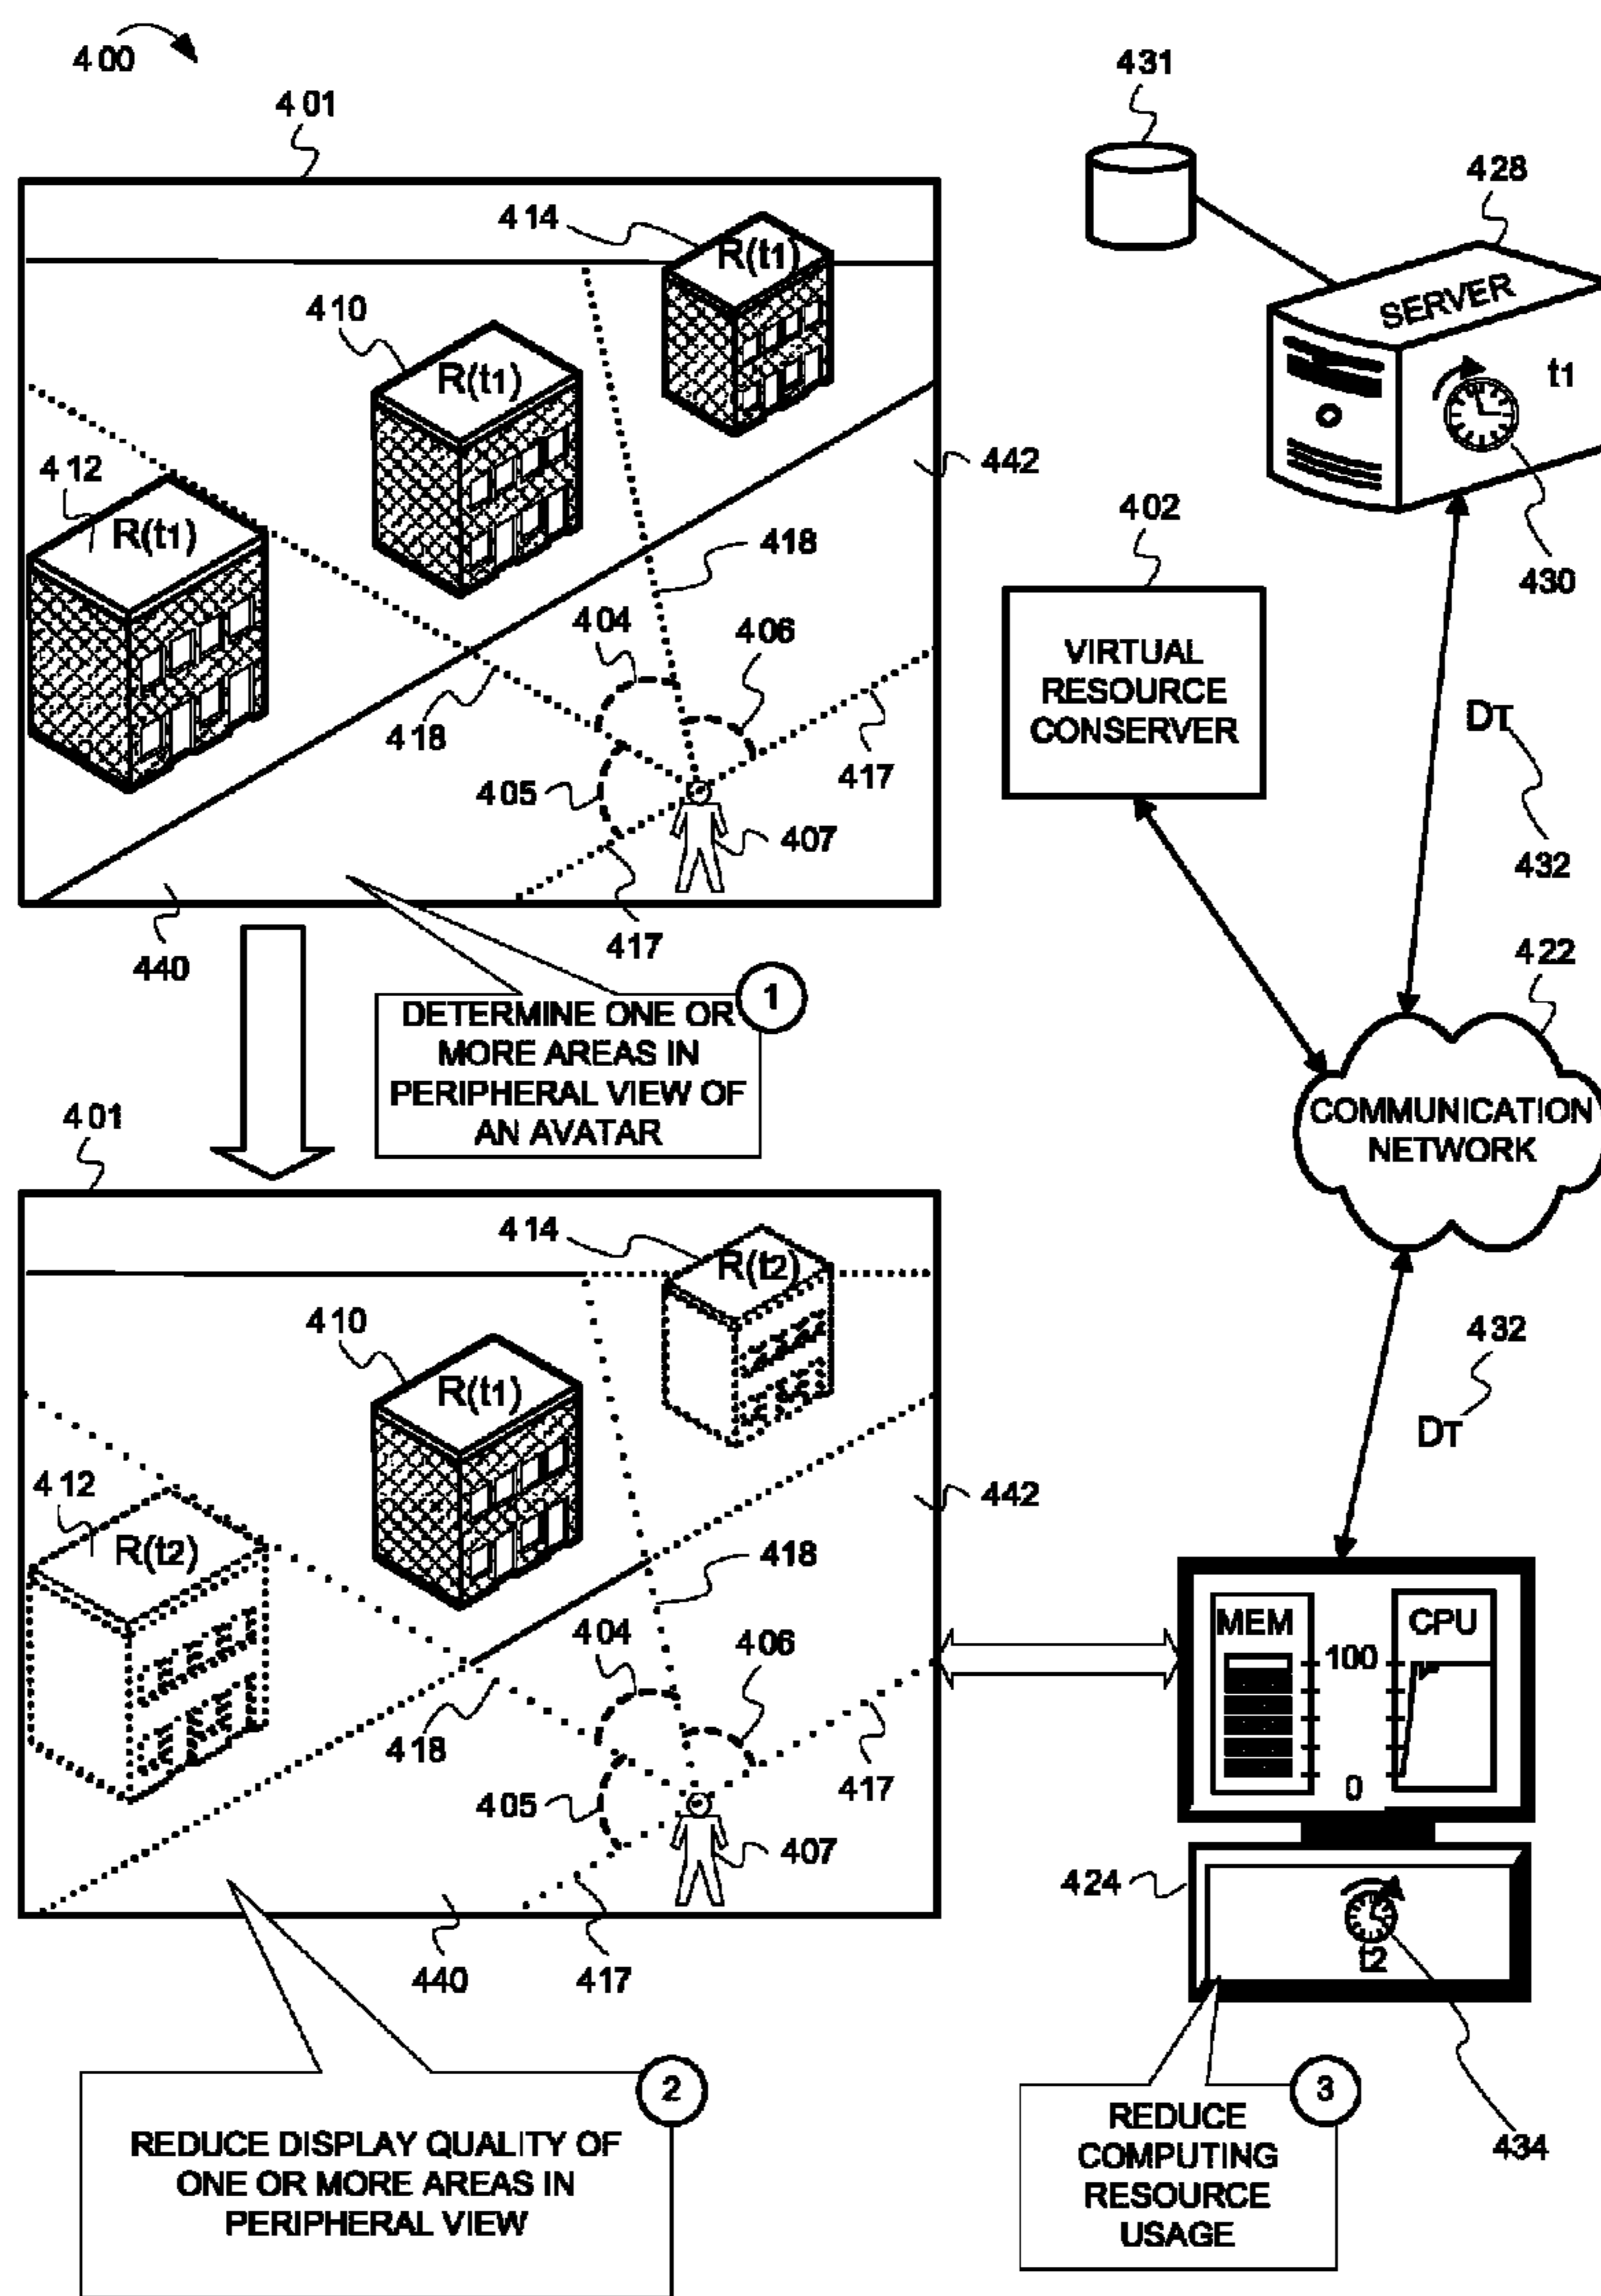 400
401
414
R(t1)
410
R(t1)
412
R(t1)
442
418
404
406
418
417
405
407
417
440
1
DETERMINE ONE OR
MORE AREAS IN
PERIPHERAL VIEW OF
AN AVATAR
401
414
R(t2)
410
R(t1)
412
R(t2)
442
418
404
406
418
417
405
407
440
417
2
REDUCE DISPLAY QUALITY OF
ONE OR MORE AREAS IN
PERIPHERAL VIEW
431
428
SERVER
t1
430
402
VIRTUAL
RESOURCE
CONSERVER
DT
432
422
COMMUNICATION
NETWORK
432
DT
MEM
CPU
100
0
424
t2
434
3
REDUCE
COMPUTING
RESOURCE
USAGE